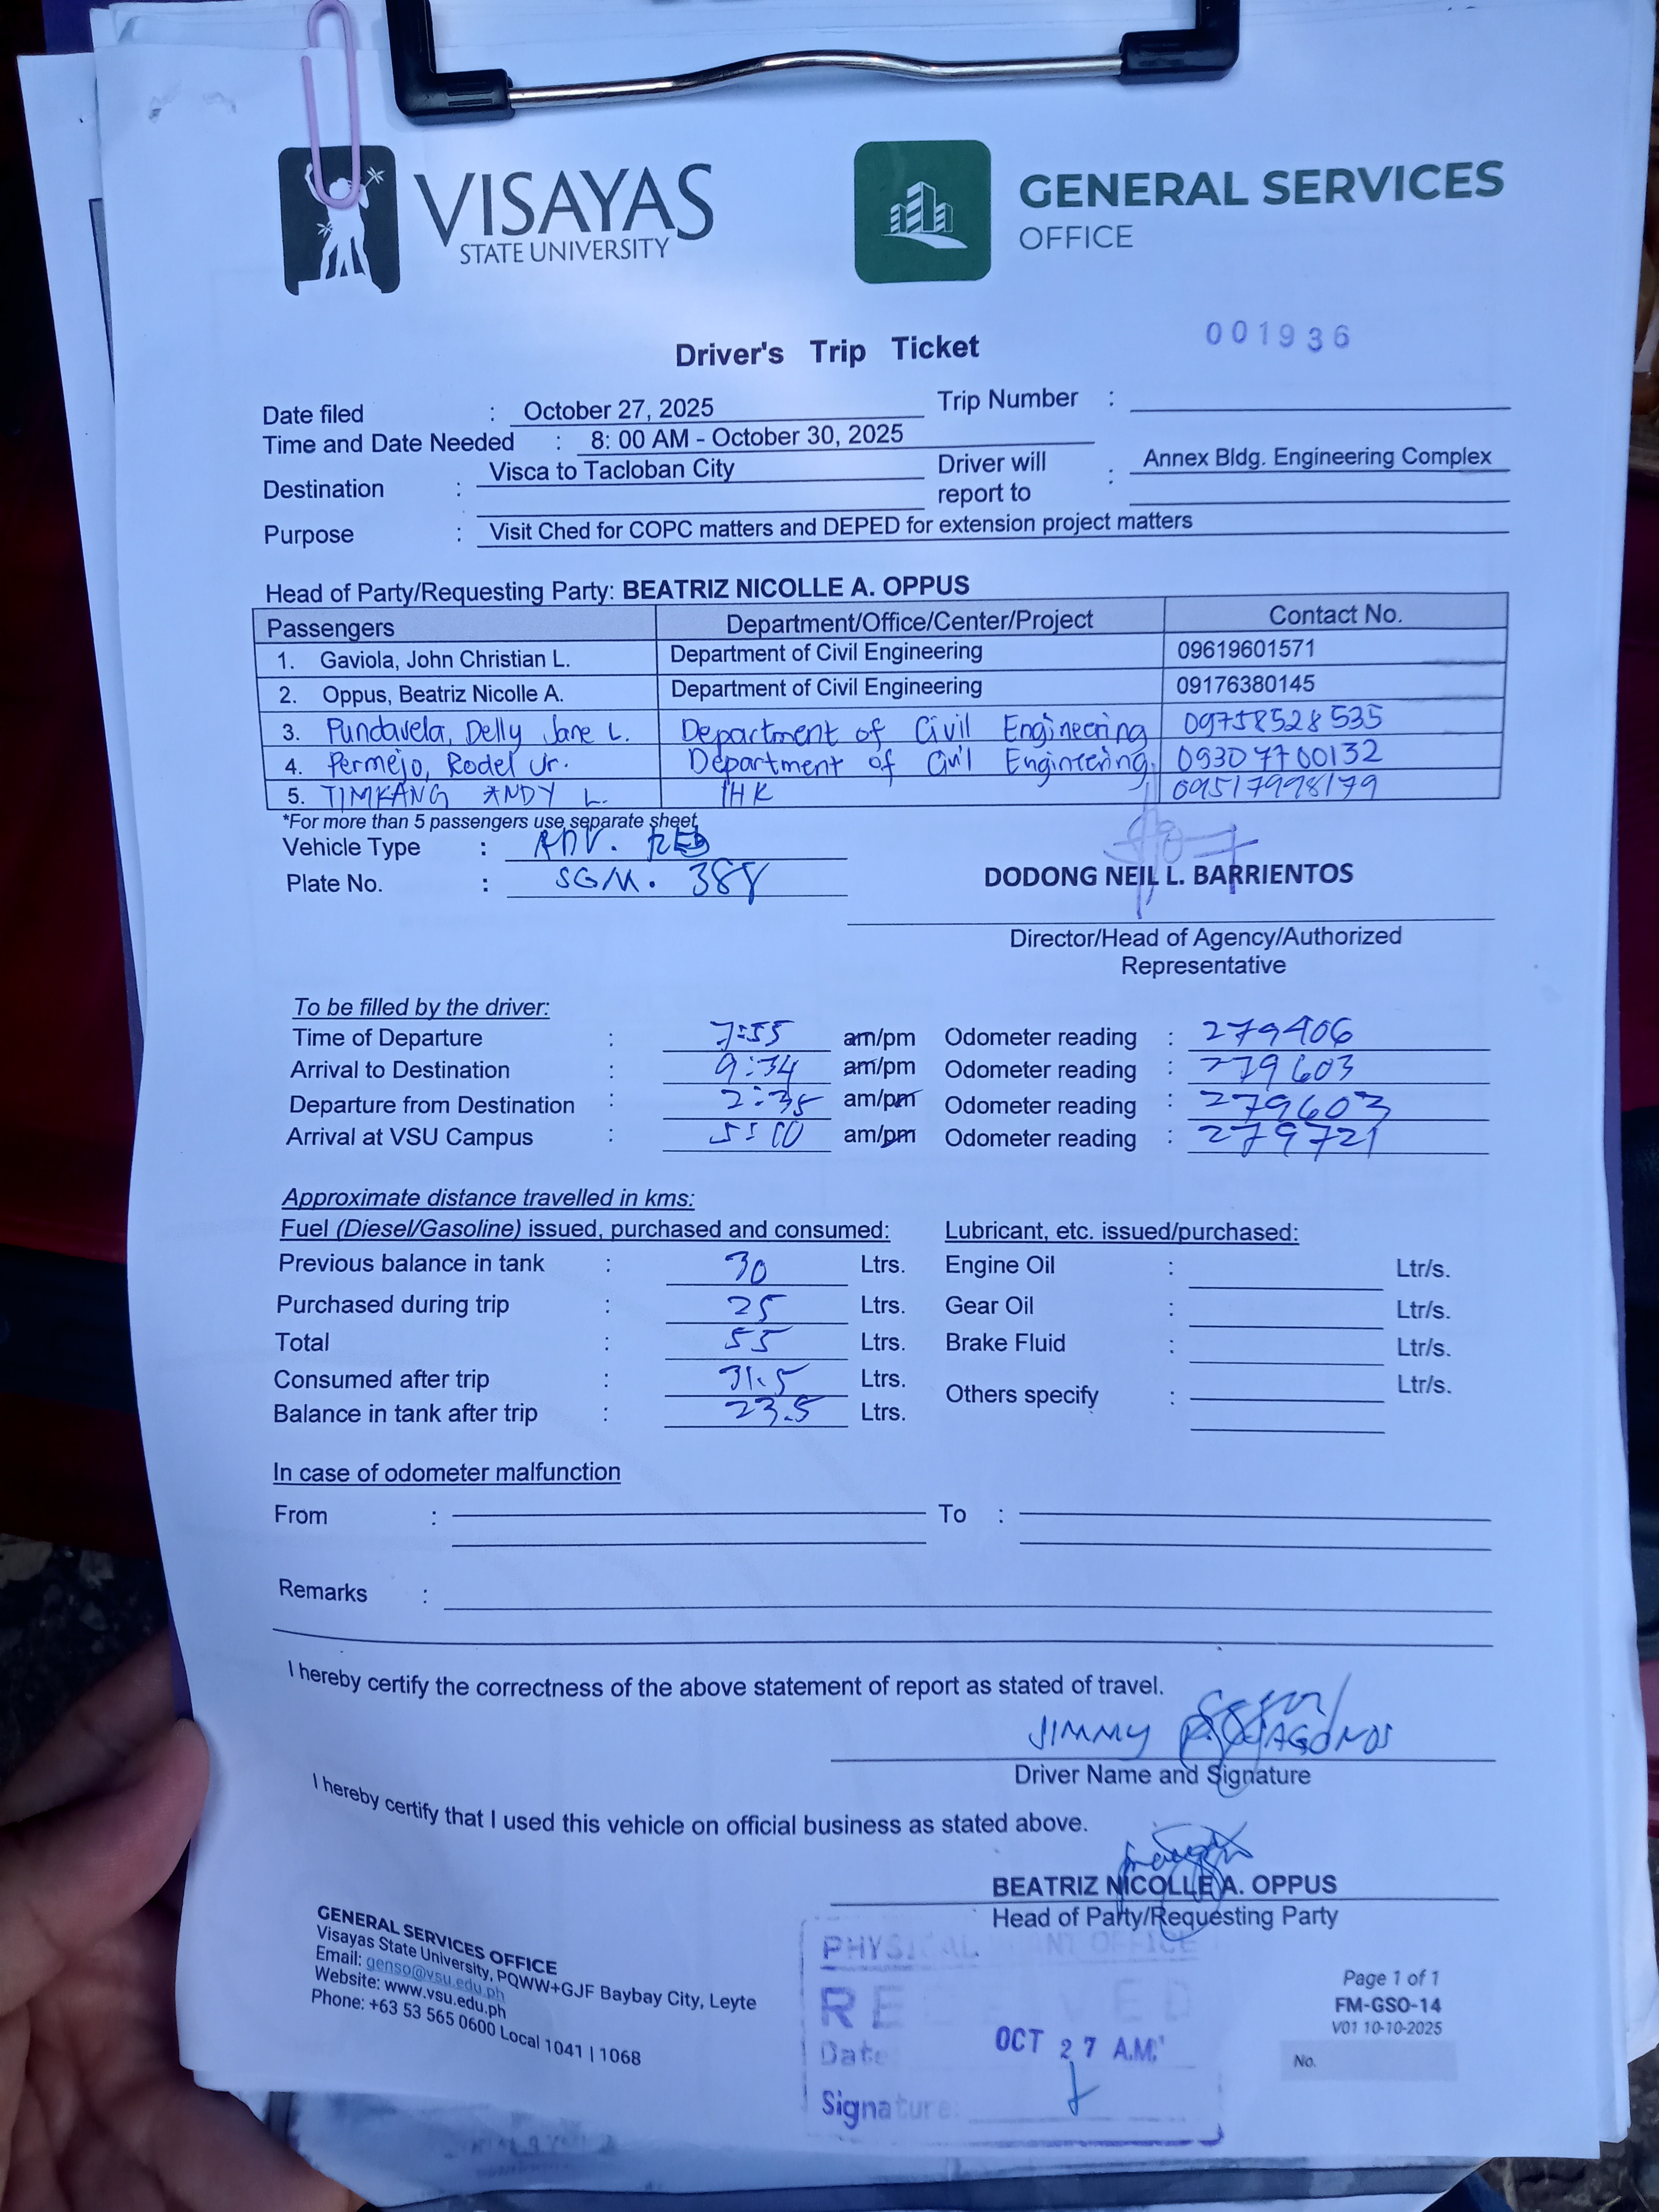 VISAYAS
STATE UNIVERSITY
GENERAL SERVICES
OFFICE
001936
Driver's Trip Ticket
Date filed : October 27, 2025 Trip Number :
Time and Date Needed : 8: 00 AM - October 30, 2025
Destination : Visca to Tacloban City Driver will report to : Annex Bldg. Engineering Complex
Purpose : Visit Ched for COPC matters and DEPED for extension project matters
Head of Party/Requesting Party: BEATRIZ NICOLLE A. OPPUS
Passengers Department/Office/Center/Project Contact No.
1. Gaviola, John Christian L. Department of Civil Engineering 09619601571
2. Oppus, Beatriz Nicolle A. Department of Civil Engineering 09176380145
3. Pundavela, Delly Jane L. Department of Civil Engineering 09758528535
4. Permejo, Rodel Jr. Department of Civil Engineering 09307700132
5. TIMKANG ANDY L. IHK 09517998179
*For more than 5 passengers use separate sheet
Vehicle Type : ADV. RED
Plate No. : SGM. 388
DODONG NEIL L. BARRIENTOS
Director/Head of Agency/Authorized
Representative
To be filled by the driver:
Time of Departure : 7:55 am/pm Odometer reading : 279406
Arrival to Destination : 9:34 am/pm Odometer reading : 279603
Departure from Destination : 2:35 am/pm Odometer reading : 279603
Arrival at VSU Campus : 5:10 am/pm Odometer reading : 279721
Approximate distance travelled in kms:
Fuel (Diesel/Gasoline) issued, purchased and consumed: Lubricant, etc. issued/purchased:
Previous balance in tank : 30 Ltrs. Engine Oil : Ltr/s.
Purchased during trip : 25 Ltrs. Gear Oil : Ltr/s.
Total : 55 Ltrs. Brake Fluid : Ltr/s.
Consumed after trip : 31.5 Ltrs. Others specify : Ltr/s.
Balance in tank after trip : 23.5 Ltrs.
In case of odometer malfunction
From : To :
Remarks :
I hereby certify the correctness of the above statement of report as stated of travel.
JIMMY
Driver Name and Signature
I hereby certify that I used this vehicle on official business as stated above.
BEATRIZ NICOLLE A. OPPUS
Head of Party/Requesting Party
GENERAL SERVICES OFFICE
Visayas State University, PQWW+GJF Baybay City, Leyte
Email: genso@vsu.edu.ph
Website: www.vsu.edu.ph
Phone: +63 53 565 0600 Local 1041 | 1068
PHYSICAL OFFICE
RECEIVED
Date OCT 27 A.M.
Signature:
Page 1 of 1
FM-GSO-14
V01 10-10-2025
No.